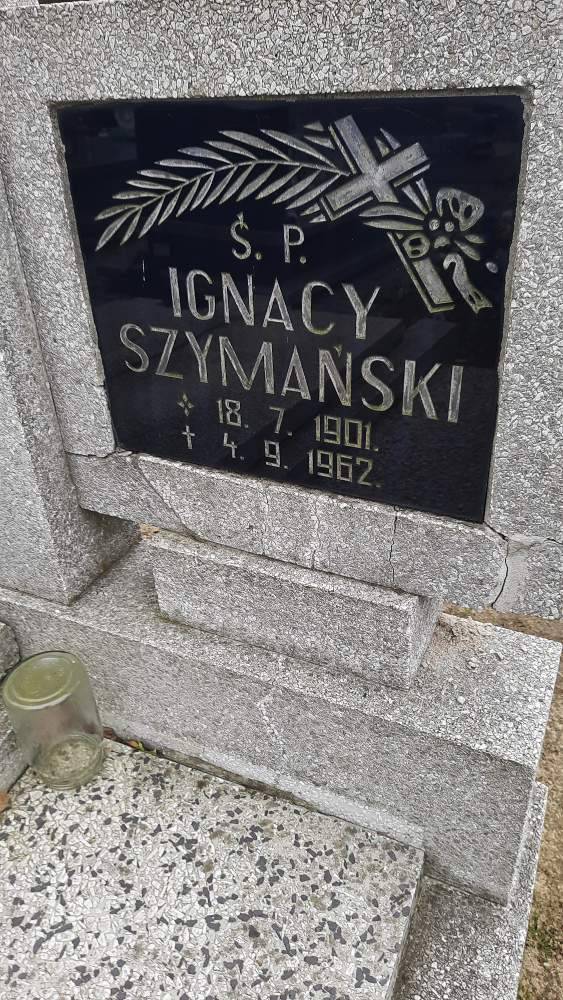 Ś. P.
IGNACY
SZYMAŃSKI
✧ 18. 7. 1901.
† 4. 9. 1962.